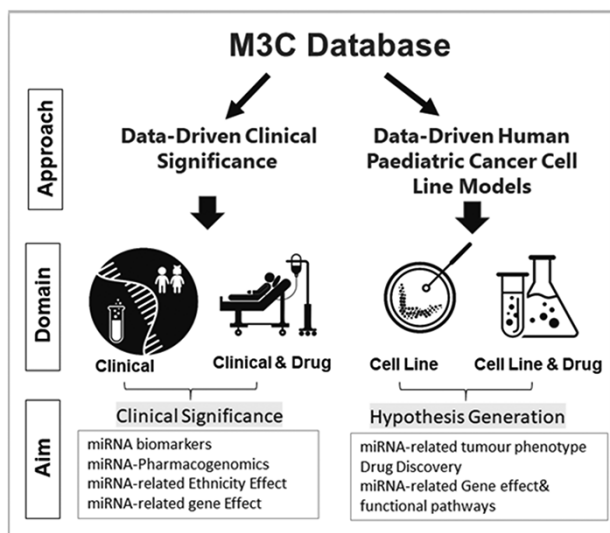 M3C Database
Approach
Data-Driven Clinical
Significance
Data-Driven Human
Paediatric Cancer Cell
Line Models
Domain
Clinical
Clinical & Drug
Cell Line
Cell Line & Drug
Aim
Clinical Significance
miRNA biomarkers
miRNA-Pharmacogenomics
miRNA-related Ethnicity Effect
miRNA-related gene Effect
Hypothesis Generation
miRNA-related tumour phenotype
Drug Discovery
miRNA-related Gene effect&
functional pathways